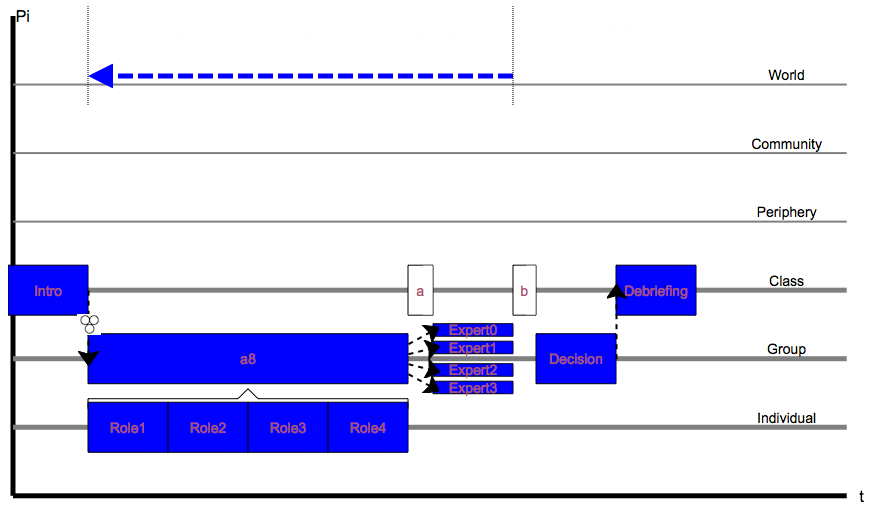 Pi
World
Community
Periphery
Intro
a
b
Debriefing
Class
a8
Expert0
Expert1
Expert2
Expert3
Decision
Group
Role1
Role2
Role3
Role4
Individual
t